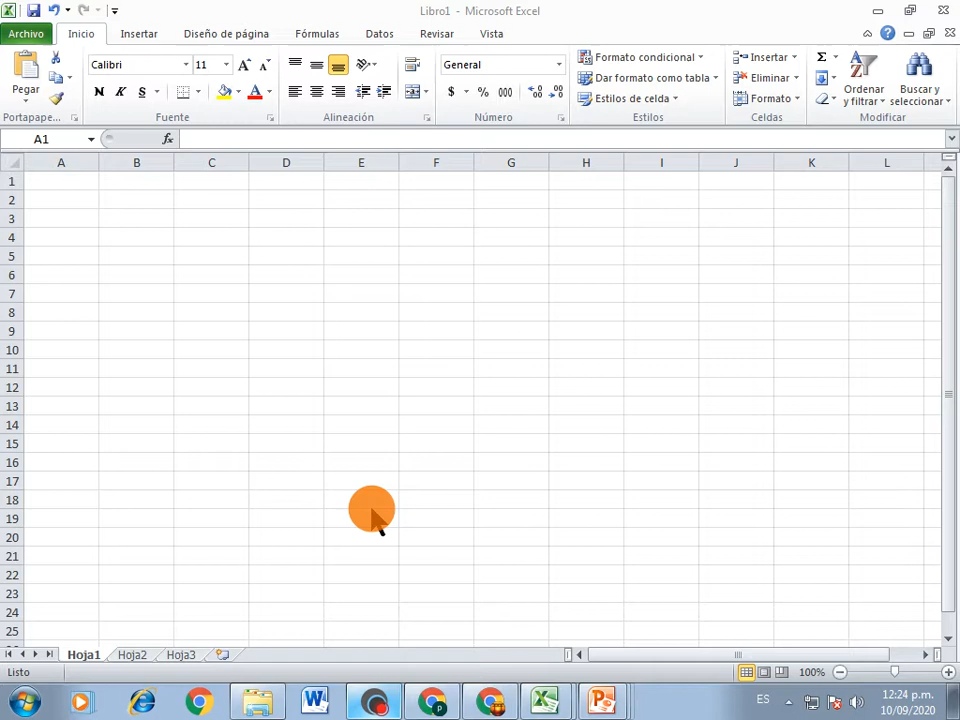 Libro1 - Microsoft Excel
Archivo Inicio Insertar Diseño de página Fórmulas Datos Revisar Vista
Calibri 11 General Formato condicional Insertar Σ
Pegar Dar formato como tabla Eliminar Ordenar y filtrar Buscar y seleccionar
N K S A $ % 000 Estilos de celda Formato
Portapape... Fuente Alineación Número Estilos Celdas Modificar
A1 fx
A B C D E F G H I J K L
1
2
3
4
5
6
7
8
9
10
11
12
13
14
15
16
17
18
19
20
21
22
23
24
25
Hoja1 Hoja2 Hoja3
Listo 100%
ES 12:24 p.m.
10/09/2020